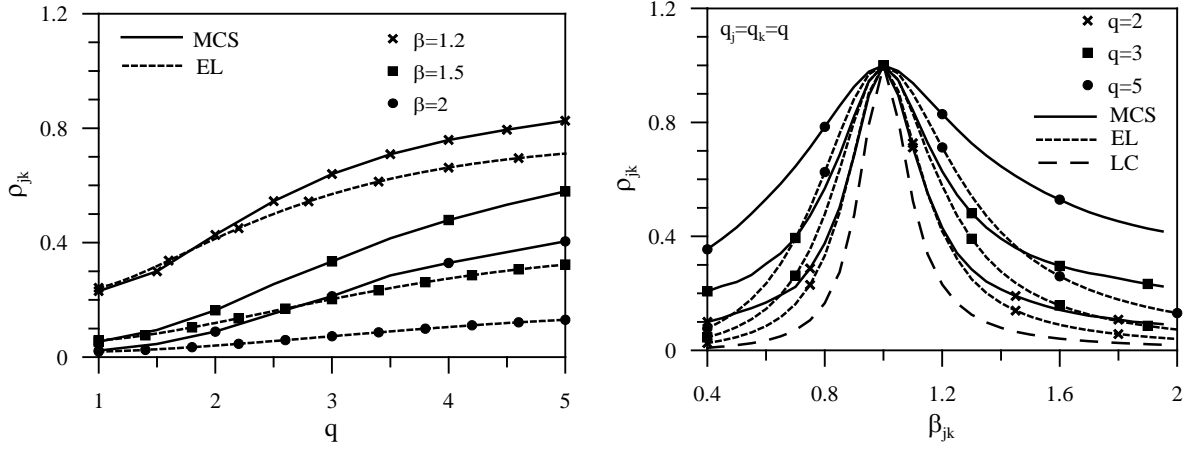 1.2
0.8
0.4
0
ρjk
MCS
EL
β=1.2
β=1.5
β=2
1 2 3 4 5
q
1.2
0.8
0.4
0
ρjk
qj=qk=q
q=2
q=3
q=5
MCS
EL
LC
0.4 0.8 1.2 1.6 2
βjk